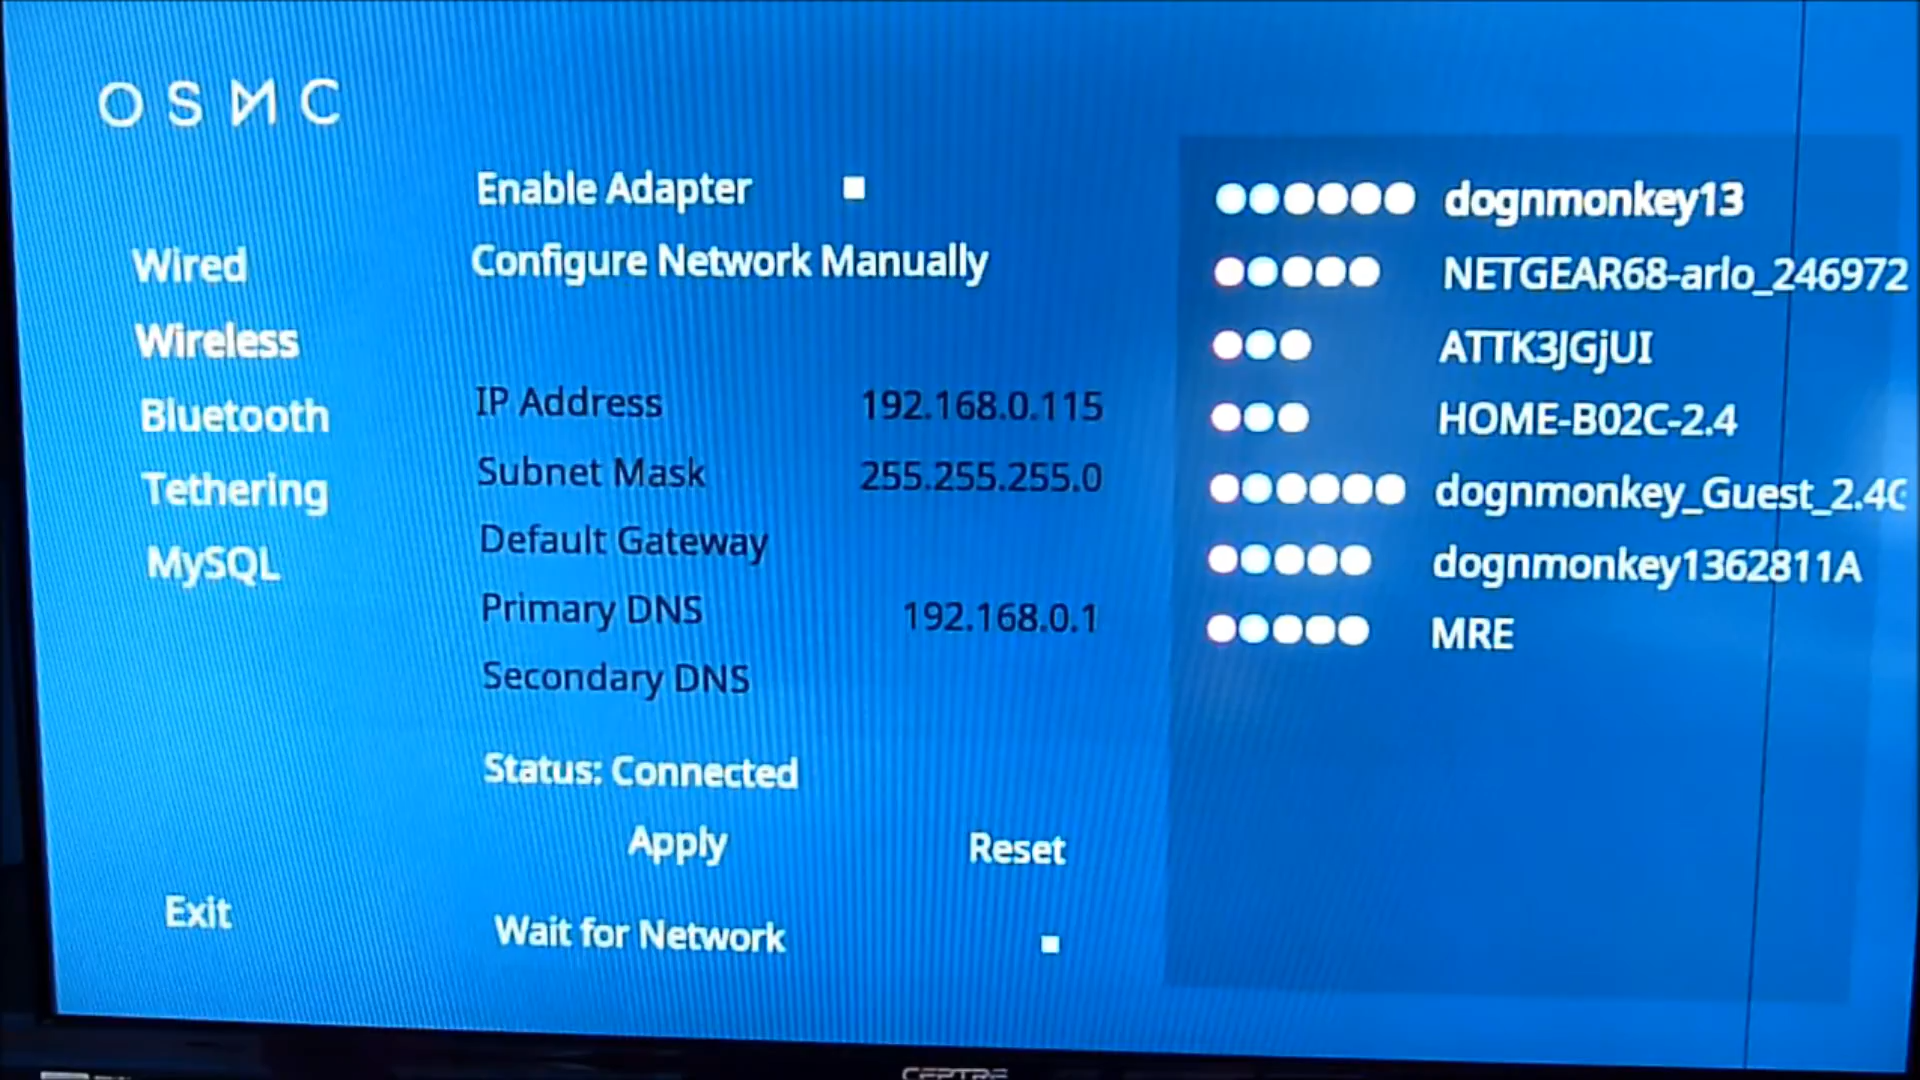 OSMC
Wired
Wireless
Bluetooth
Tethering
MySQL
Exit
Enable Adapter
Configure Network Manually
IP Address 192.168.0.115
Subnet Mask 255.255.255.0
Default Gateway
Primary DNS 192.168.0.1
Secondary DNS
Status: Connected
Apply Reset
Wait for Network
dognmonkey13
NETGEAR68-arlo_246972
ATTK3JGjUI
HOME-B02C-2.4
dognmonkey_Guest_2.4G
dognmonkey1362811A
MRE
CEPTRE